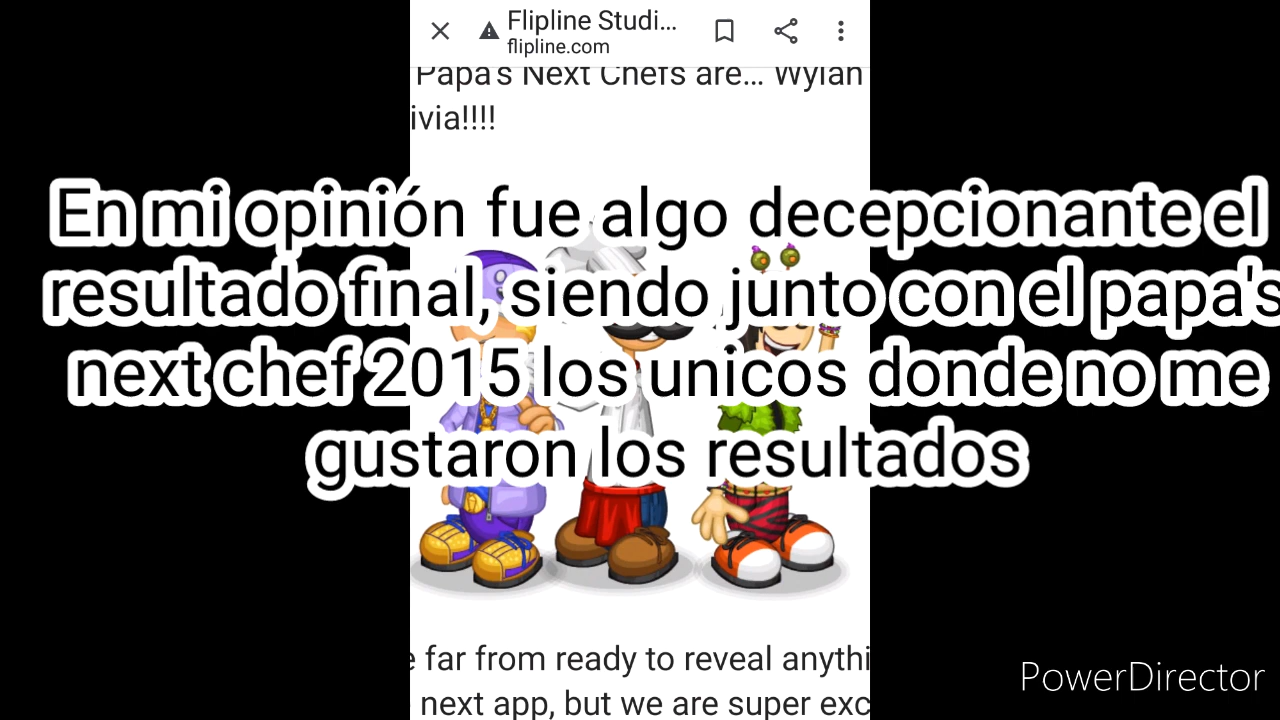 Flipline Studi...
flipline.com
Papa's Next Chefs are... Wylan
ivia!!!!
En mi opinión fue algo decepcionante el
resultado final, siendo junto con el papa's
next chef 2015 los unicos donde no me
gustaron los resultados
e far from ready to reveal anythi
next app, but we are super exc
PowerDirector